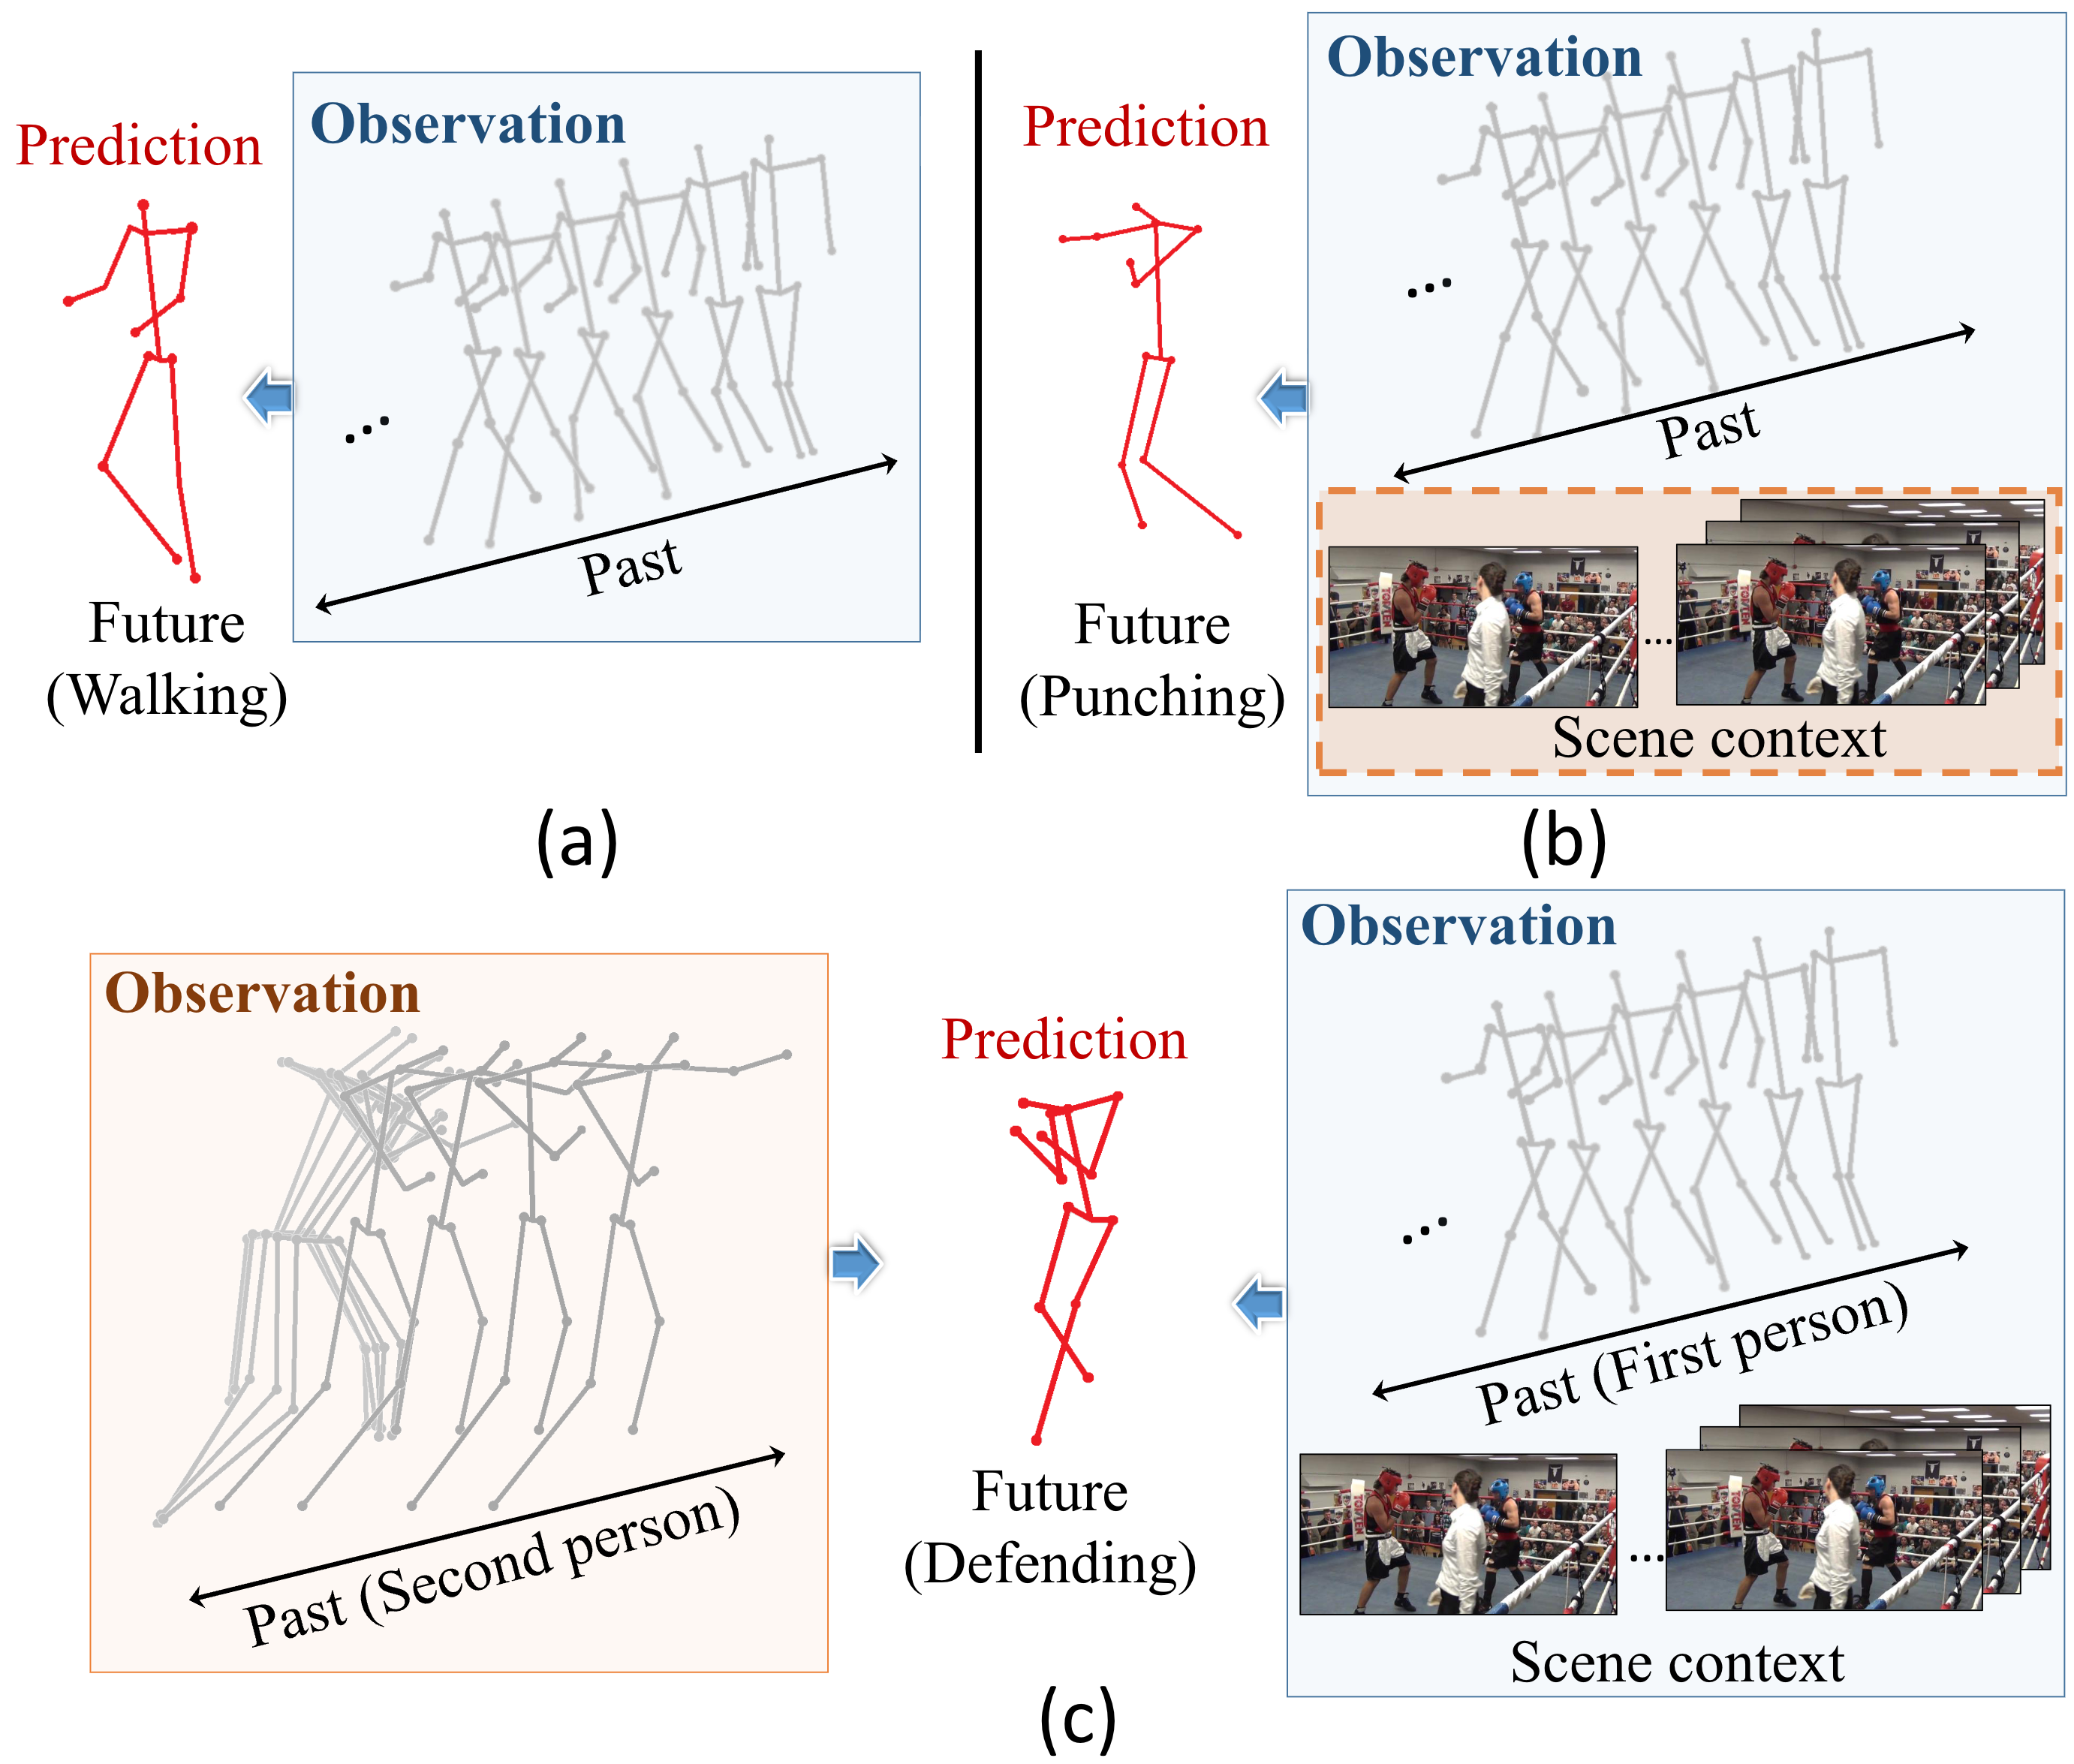 Prediction
Observation
...
Past
Future
(Walking)
(a)
Prediction
Observation
...
Past
Future
(Punching)
...
Scene context
(b)
Observation
Past (Second person)
Prediction
Future
(Defending)
Observation
...
Past (First person)
...
Scene context
(c)